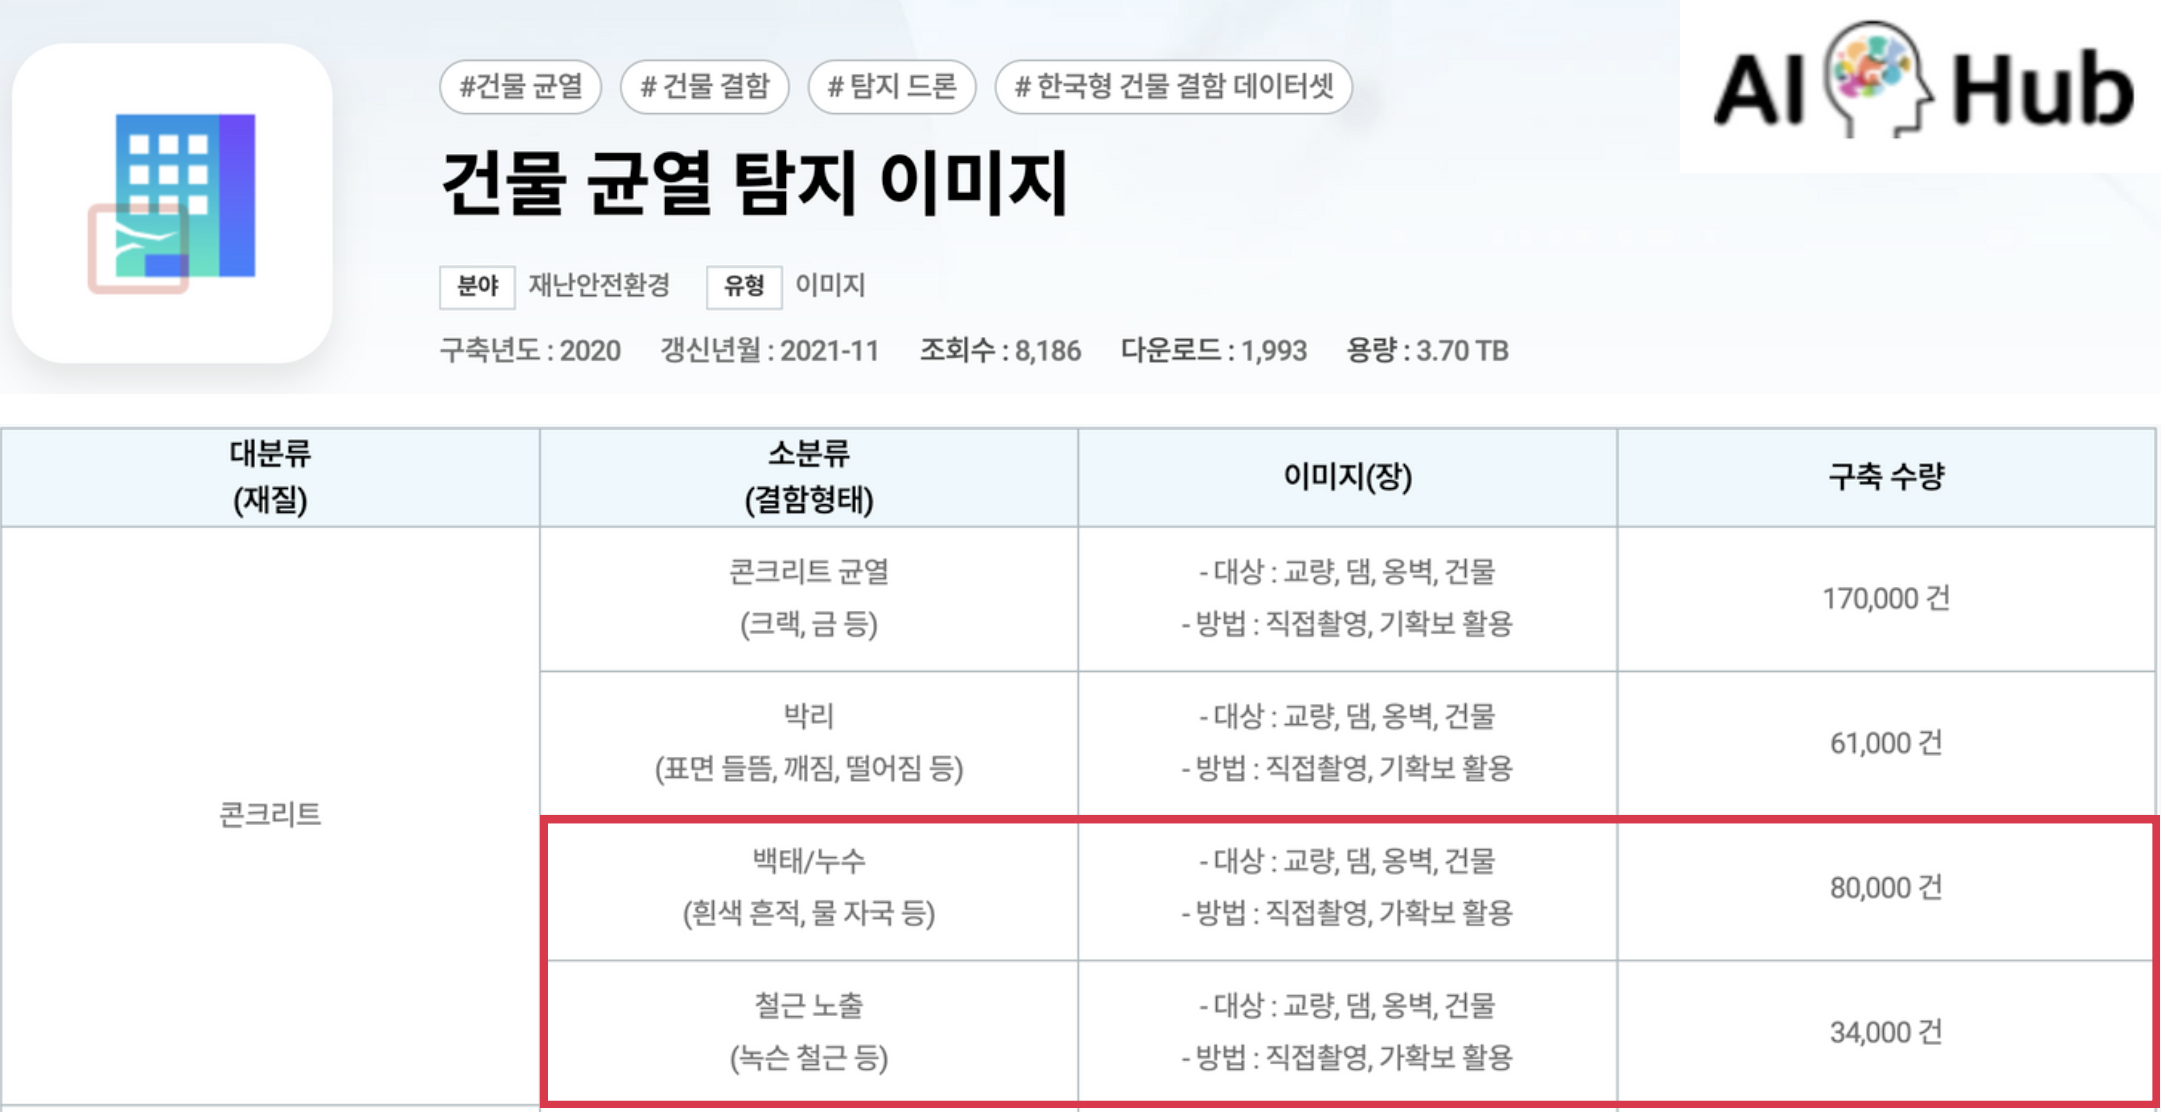 AI Hub
#건물 균열 # 건물 결함 # 탐지 드론 # 한국형 건물 결함 데이터셋
건물 균열 탐지 이미지
분야 재난안전환경 유형 이미지
구축년도 : 2020 갱신년월 : 2021-11 조회수 : 8,186 다운로드 : 1,993 용량 : 3.70 TB
대분류
(재질)
소분류
(결함형태)
이미지(장)
구축 수량
콘크리트
콘크리트 균열
(크랙, 금 등)
- 대상 : 교량, 댐, 옹벽, 건물
- 방법 : 직접촬영, 기확보 활용
170,000 건
박리
(표면 들뜸, 깨짐, 떨어짐 등)
- 대상 : 교량, 댐, 옹벽, 건물
- 방법 : 직접촬영, 기확보 활용
61,000 건
백태/누수
(흰색 흔적, 물 자국 등)
- 대상 : 교량, 댐, 옹벽, 건물
- 방법 : 직접촬영, 가확보 활용
80,000 건
철근 노출
(녹슨 철근 등)
- 대상 : 교량, 댐, 옹벽, 건물
- 방법 : 직접촬영, 가확보 활용
34,000 건